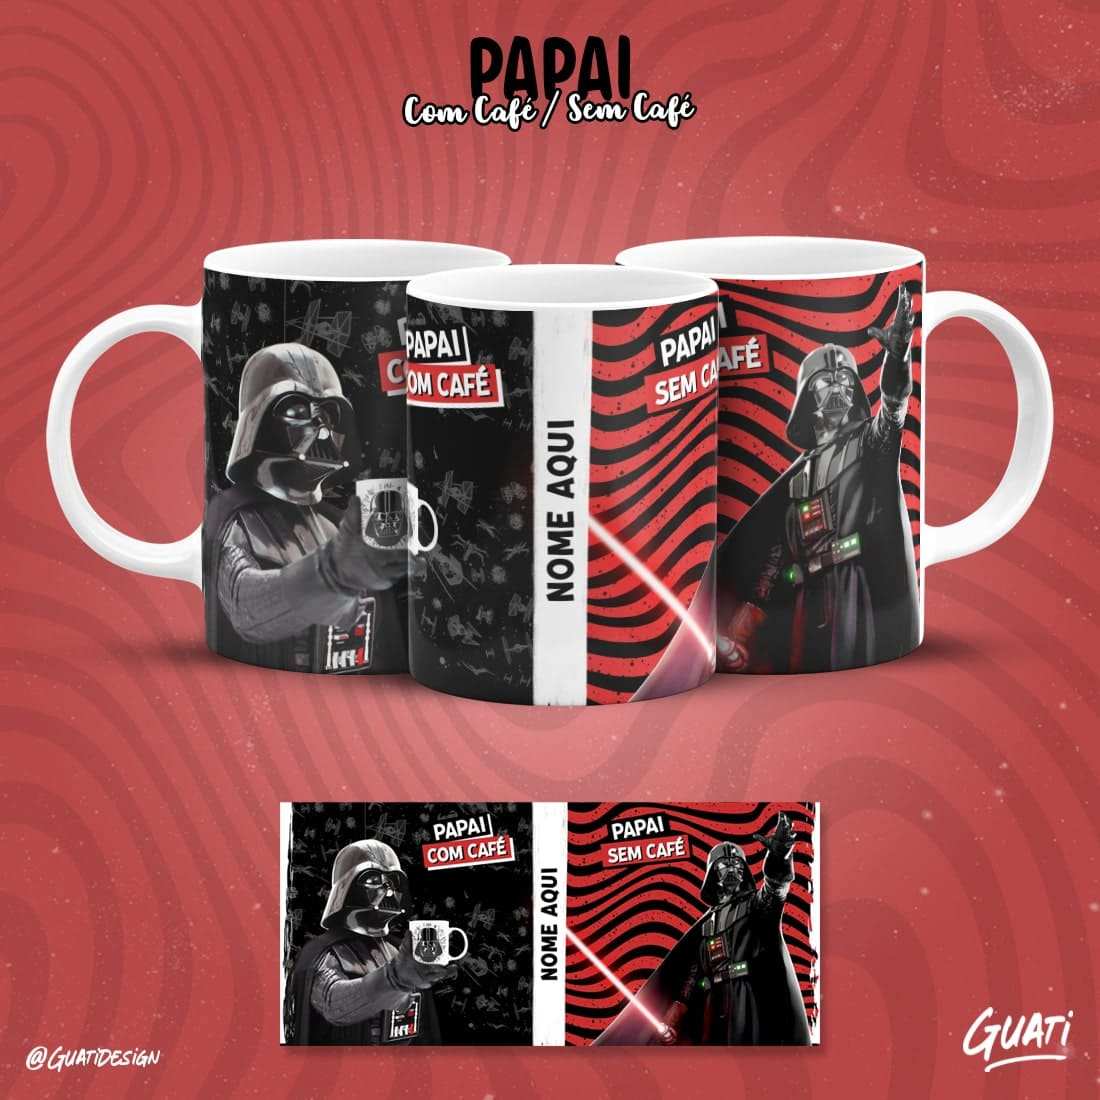 PAPAI
Com Café / Sem Café
PAPAI
COM CAFÉ
NOME AQUI
PAPAI
SEM CA
AFÉ
PAPAI
COM CAFÉ
NOME AQUI
PAPAI
SEM CAFÉ
@GUATIDESIGN
GUATI